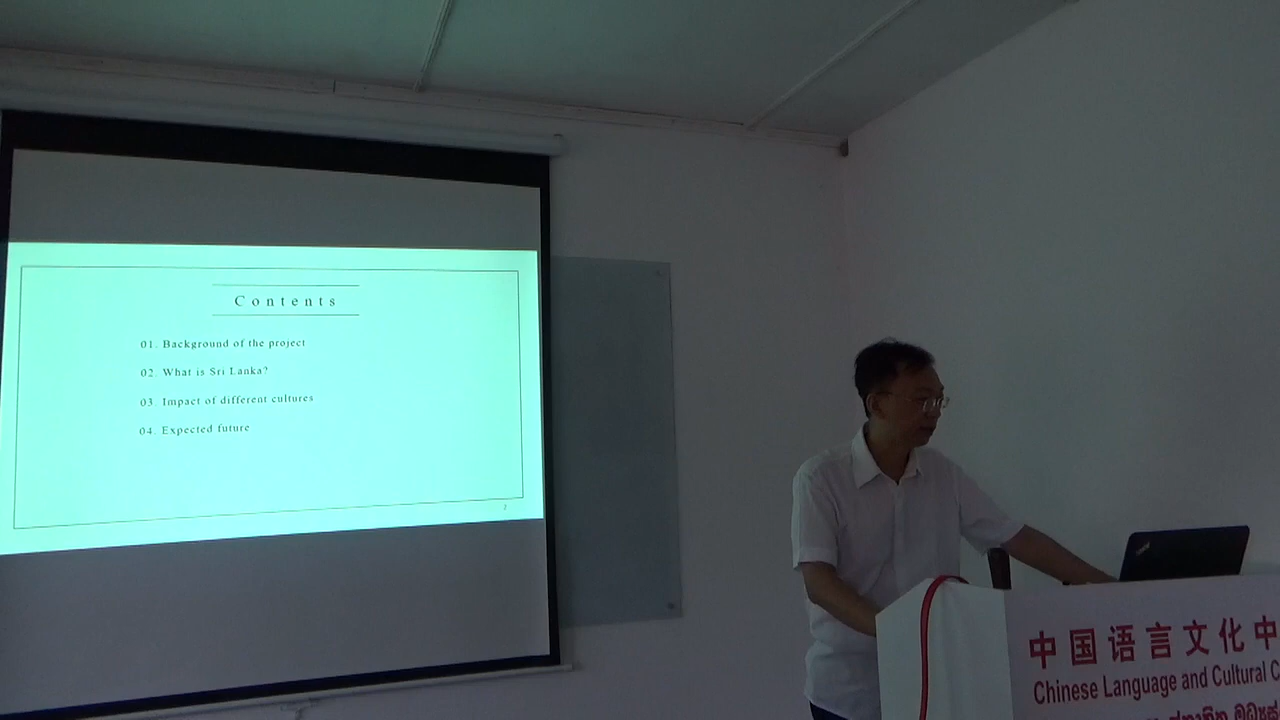 Contents
01. Background of the project
02. What is Sri Lanka?
03. Impact of different cultures
04. Expected future
2
中国语言文化中
Chinese Language and Cultural C